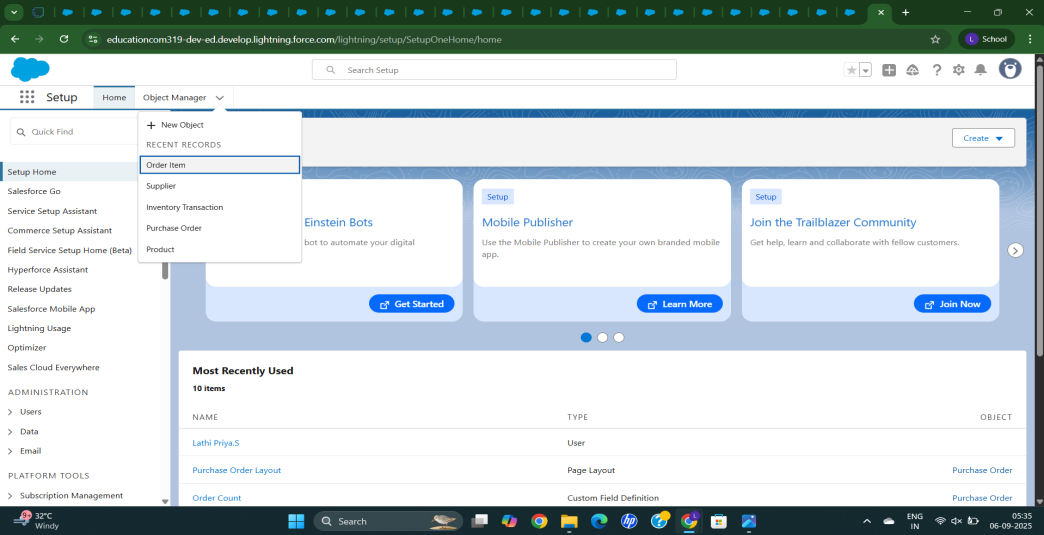 educationcom319-dev-ed.develop.lightning.force.com/lightning/setup/SetupOneHome/home
L School
Search Setup
Setup
Home
Object Manager
Quick Find
New Object
RECENT RECORDS
Order Item
Supplier
Inventory Transaction
Purchase Order
Product
Create
Setup Home
Salesforce Go
Service Setup Assistant
Commerce Setup Assistant
Field Service Setup Home (Beta)
Hyperforce Assistant
Release Updates
Salesforce Mobile App
Lightning Usage
Optimizer
Sales Cloud Everywhere
ADMINISTRATION
Users
Data
Email
PLATFORM TOOLS
Subscription Management
Einstein Bots
bot to automate your digital
Get Started
Setup
Mobile Publisher
Use the Mobile Publisher to create your own branded mobile
app.
Learn More
Setup
Join the Trailblazer Community
Get help, learn and collaborate with fellow customers.
Join Now
Most Recently Used
10 items
NAME TYPE OBJECT
Lathi Priya.S User
Purchase Order Layout Page Layout Purchase Order
Order Count Custom Field Definition Purchase Order
9+
32°C
Windy
Search
hp
L
ENG
IN
05:35
06-09-2025